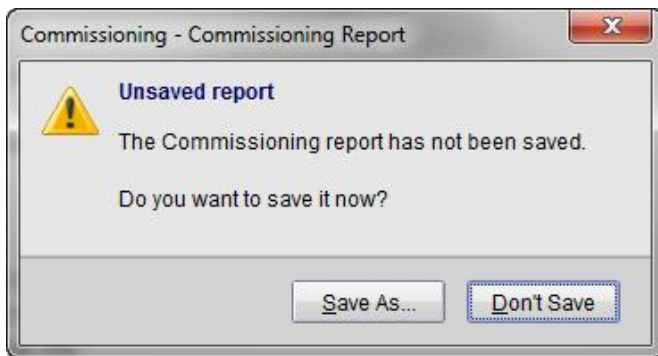 Commissioning - Commissioning Report
Unsaved report
The Commissioning report has not been saved.
Do you want to save it now?
Save As... Don't Save